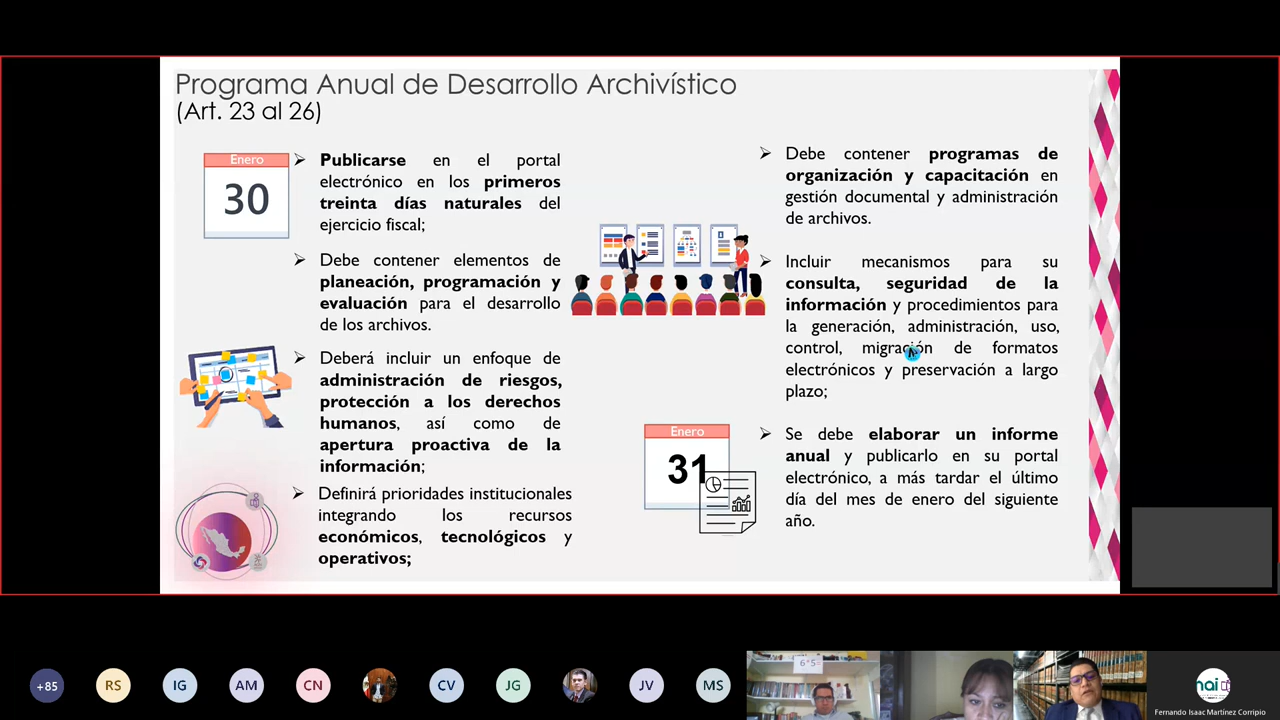 Programa Anual de Desarrollo Archivístico
(Art. 23 al 26)
Enero
30
Publicarse en el portal
electrónico en los primeros
treinta días naturales del
ejercicio fiscal;
Debe contener elementos de
planeación, programación y
evaluación para el desarrollo
de los archivos.
Deberá incluir un enfoque de
administración de riesgos,
protección a los derechos
humanos, así como de
apertura proactiva de la
información;
Definirá prioridades institucionales
integrando los recursos
económicos, tecnológicos y
operativos;
Debe contener programas de
organización y capacitación en
gestión documental y administración
de archivos.
Incluir mecanismos para su
consulta, seguridad de la
información y procedimientos para
la generación, administración, uso,
control, migración de formatos
electrónicos y preservación a largo
plazo;
Enero
31
Se debe elaborar un informe
anual y publicarlo en su portal
electrónico, a más tardar el último
día del mes de enero del siguiente
año.
+85
RS
IG
AM
CN
CV
JG
JV
MS
6°5
inai
Fernando Isaac Martínez Corripio